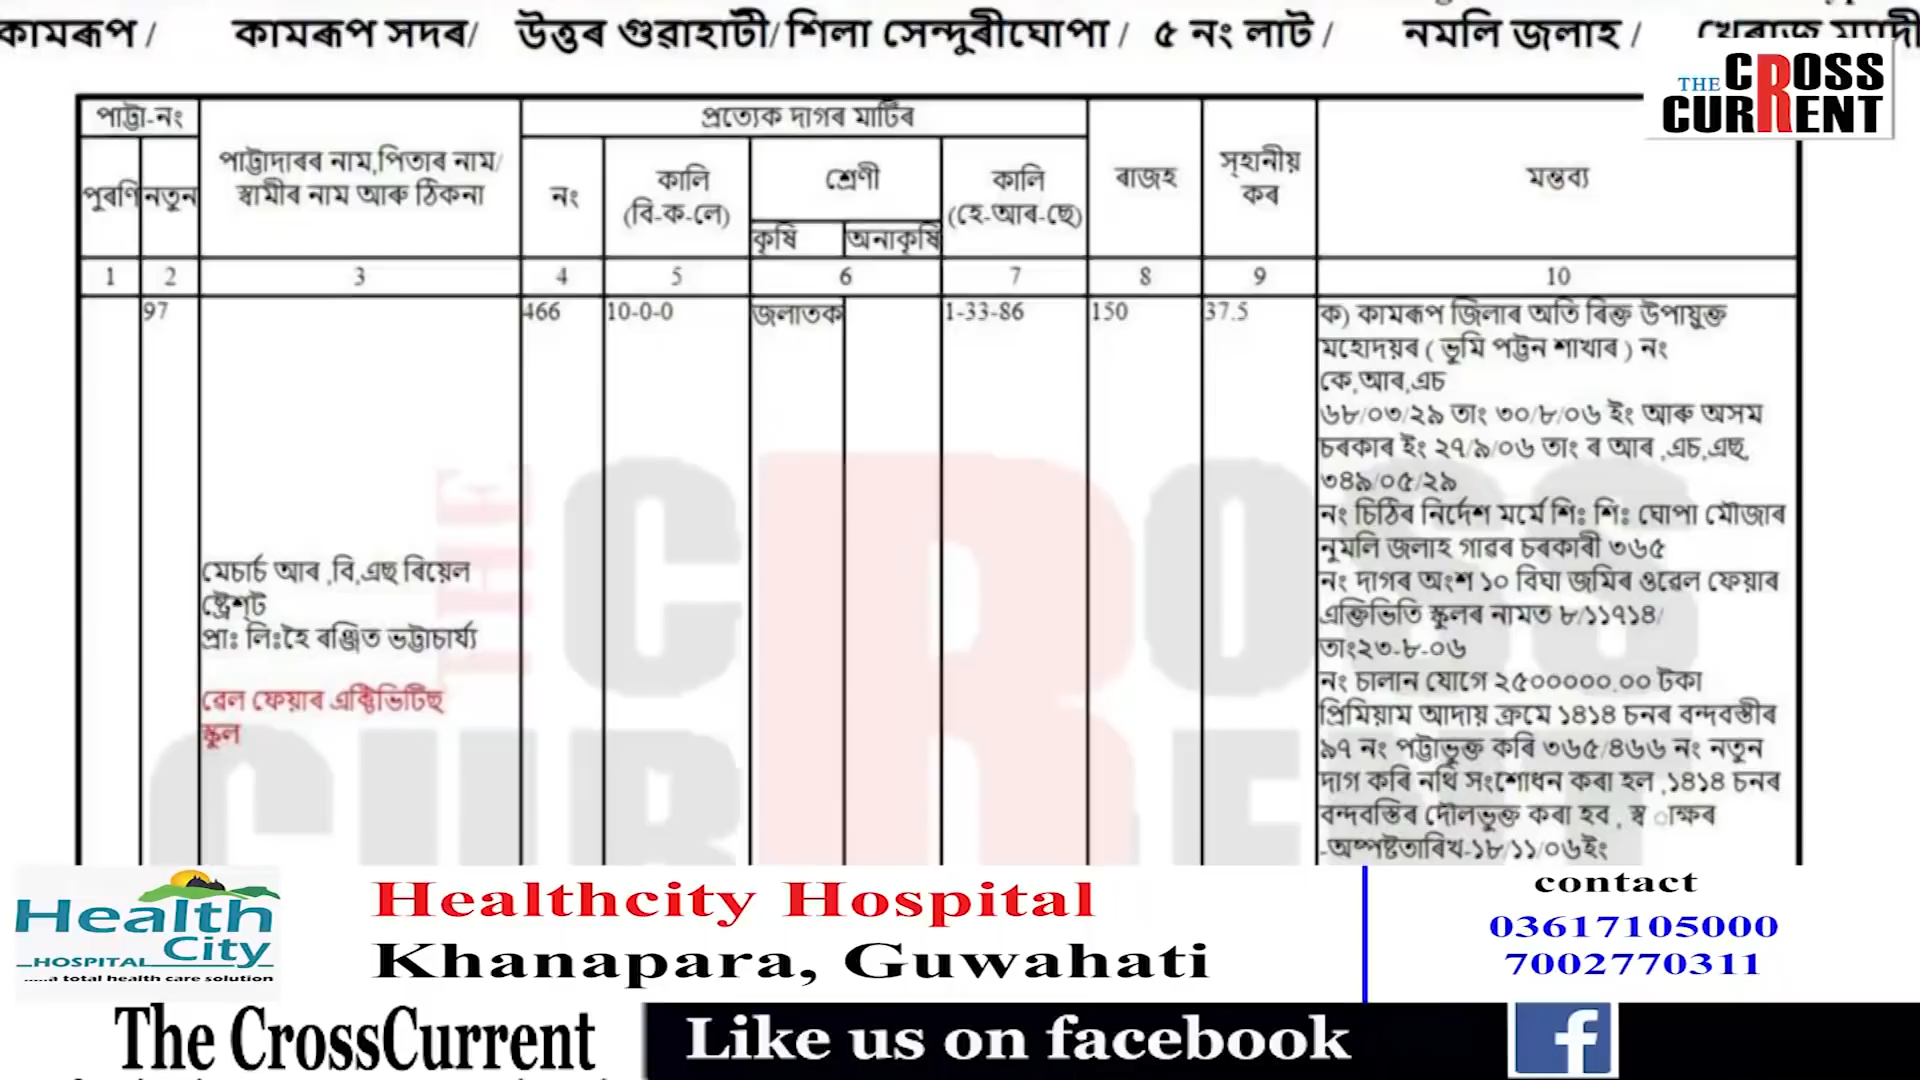 কামৰূপ / কামৰূপ সদৰ/ উত্তৰ গুৱাহাটী/ শিলা সেন্দুৰীঘোপা / ৫ নং লাট / নমলি জলাহ / খেৰাজ ম্যাদী
THE CROSS
CURRENT
পাট্টা-নং
প্ৰত্যেক দাগৰ মাটিৰ
পাট্টাদাৰৰ নাম,পিতাৰ নাম/
স্বামীৰ নাম আৰু ঠিকনা
পুৰণি নতুন
নং
কালি
(বি-ক-লে)
শ্ৰেণী
কৃষি অনাকৃষি
কালি
(হে-আৰ-ছে)
ৰাজহ
স্হানীয়
কৰ
মন্তব্য
1 2 3 4 5 6 7 8 9 10
97 466 10-0-0 জলাতক 1-33-86 150 37.5
মেচাৰ্চ আৰ ,বি,এছ ৰিয়েল
ষ্ট্ৰেশ্ট
প্ৰাঃ লিঃহৈ ৰঞ্জিত ভট্টাচাৰ্য্য
ৱেল ফেয়াৰ এক্টিভিটিছ
স্কুল
ক) কামৰূপ জিলাৰ অতি ৰিক্ত উপায়ুক্ত
মহোদয়ৰ ( ভুমি পট্টন শাখাৰ ) নং
কে,আৰ,এচ
৬৮/০৩/২৯ তাং ৩০/৮/০৬ ইং আৰু অসম
চৰকাৰ ইং ২৭/৯/০৬ তাং ৰ আৰ ,এচ,এছ,
৩৪৯/০৫/২৯
নং চিঠিৰ নিৰ্দেশ মৰ্মে শিঃ শিঃ ঘোপা মৌজাৰ
নুমলি জলাহ গাৱৰ চৰকাৰী ৩৬৫
নং দাগৰ অংশ ১০ বিঘা জমিৰ ওৱেল ফেয়াৰ
এক্তিভিতি স্কুলৰ নামত ৮/১১৭১৪/
তাং২৩-৮-০৬
নং চালান যোগে ২৫০০০০০.০০ টকা
প্ৰিমিয়াম আদায় ক্ৰমে ১৪১৪ চনৰ বন্দবস্তীৰ
৯৭ নং পট্টাভুক্ত কৰি ৩৬৫/৪৬৬ নং নতুন
দাগ কৰি নথি সংশোধন কৰা হল ,১৪১৪ চনৰ
বন্দবস্তিৰ দৌলভুক্ত কৰা হব , স্ব াক্ষৰ
-অষ্পষ্টতাৰিখ-১৮/১১/০৬ইং
THE CROSS
CURRENT
Health
City
HOSPITAL
.....a total health care solution
Healthcity Hospital
Khanapara, Guwahati
contact
03617105000
7002770311
The CrossCurrent
Like us on facebook
f